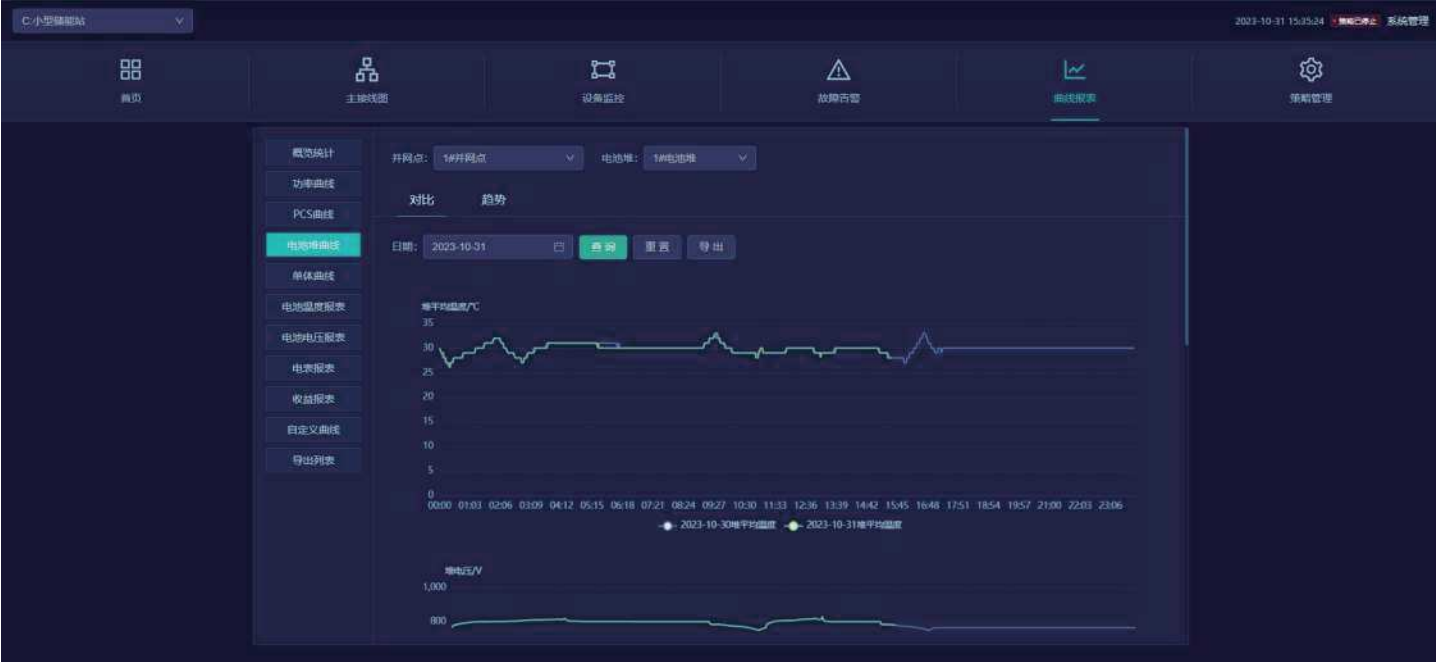 C:小型储能站
2023-10-31 15:35:24 策略已停止 系统管理
首页 主接线图 设备监控 故障告警 曲线报表 策略管理
概览统计
功率曲线
PCS曲线
电池堆曲线
单体曲线
电池温度报表
电池电压报表
电表报表
收益报表
自定义曲线
导出列表
并网点: 1#并网点 电池堆: 1#电池堆
对比 趋势
日期: 2023-10-31 查询 重置 导出
堆平均温度/℃
35
30
25
20
15
10
5
0
00:00 01:03 02:06 03:09 04:12 05:15 06:18 07:21 08:24 09:27 10:30 11:33 12:36 13:39 14:42 15:45 16:48 17:51 18:54 19:57 21:00 22:03 23:06
2023-10-30堆平均温度 2023-10-31堆平均温度
堆电压/V
1,000
800